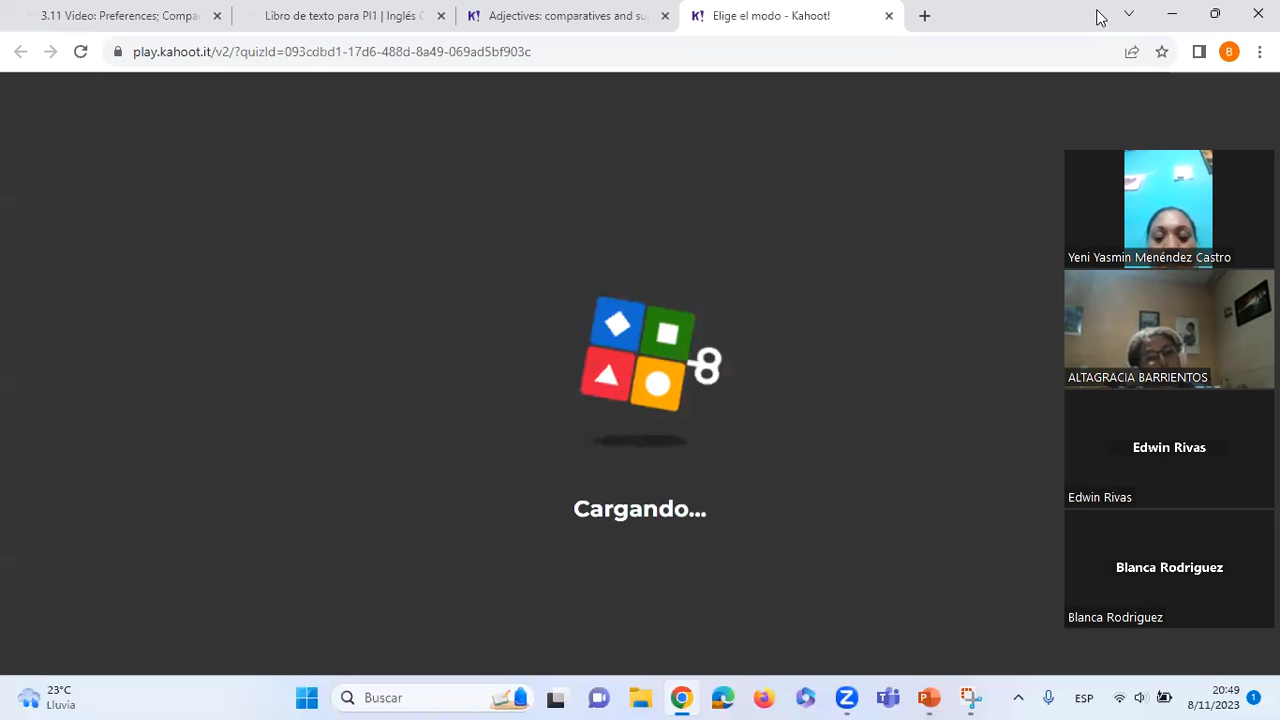 3.11 Video: Preferences; Compa
Libro de texto para PI1 | Inglés C
K! Adjectives: comparatives and su
K! Elige el modo - Kahoot!
play.kahoot.it/v2/?quizId=093cdbd1-17d6-488d-8a49-069ad5bf903c
B
Yeni Yasmin Menéndez Castro
ALTAGRACIA BARRIENTOS
Edwin Rivas
Edwin Rivas
Cargando...
Blanca Rodriguez
Blanca Rodriguez
23°C
Lluvia
Buscar
ESP
20:49
8/11/2023
1